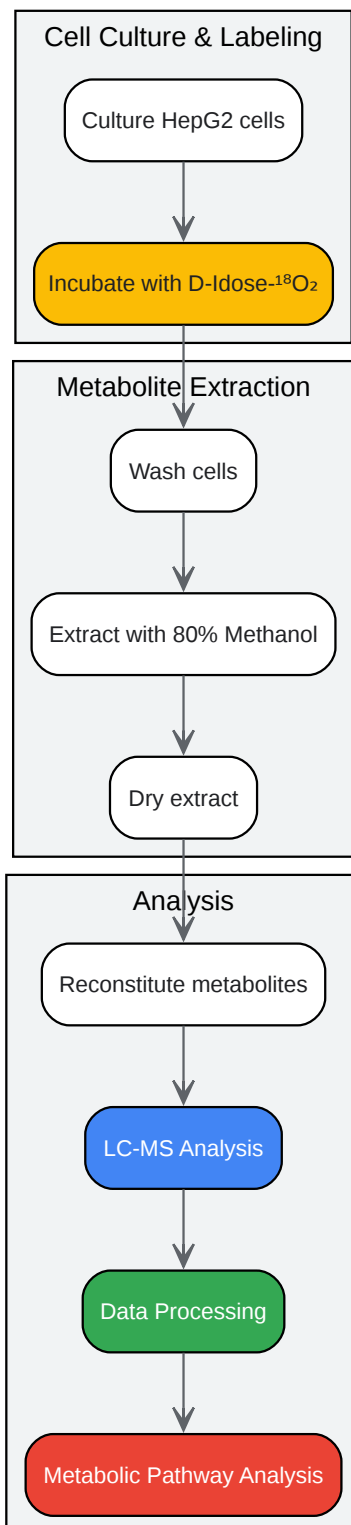 Cell Culture & Labeling
Culture HepG2 cells
Incubate with D-Idose-¹⁸O₂
Metabolite Extraction
Wash cells
Extract with 80% Methanol
Dry extract
Analysis
Reconstitute metabolites
LC-MS Analysis
Data Processing
Metabolic Pathway Analysis